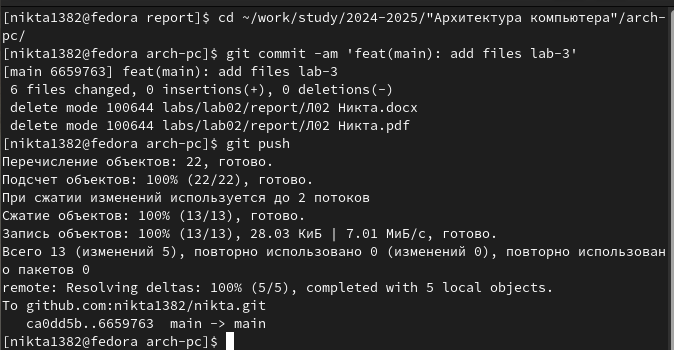 [nikta1382@fedora report]$ cd ~/work/study/2024-2025/"Архитектура компьютера"/arch-
pc/
[nikta1382@fedora arch-pc]$ git commit -am 'feat(main): add files lab-3'
[main 6659763] feat(main): add files lab-3
 6 files changed, 0 insertions(+), 0 deletions(-)
 delete mode 100644 labs/lab02/report/Л02 Никта.docx
 delete mode 100644 labs/lab02/report/Л02 Никта.pdf
[nikta1382@fedora arch-pc]$ git push
Перечисление объектов: 22, готово.
Подсчет объектов: 100% (22/22), готово.
При сжатии изменений используется до 2 потоков
Сжатие объектов: 100% (13/13), готово.
Запись объектов: 100% (13/13), 28.03 КиБ | 7.01 МиБ/с, готово.
Всего 13 (изменений 5), повторно использовано 0 (изменений 0), повторно использован
о пакетов 0
remote: Resolving deltas: 100% (5/5), completed with 5 local objects.
To github.com:nikta1382/nikta.git
   ca0dd5b..6659763  main -> main
[nikta1382@fedora arch-pc]$